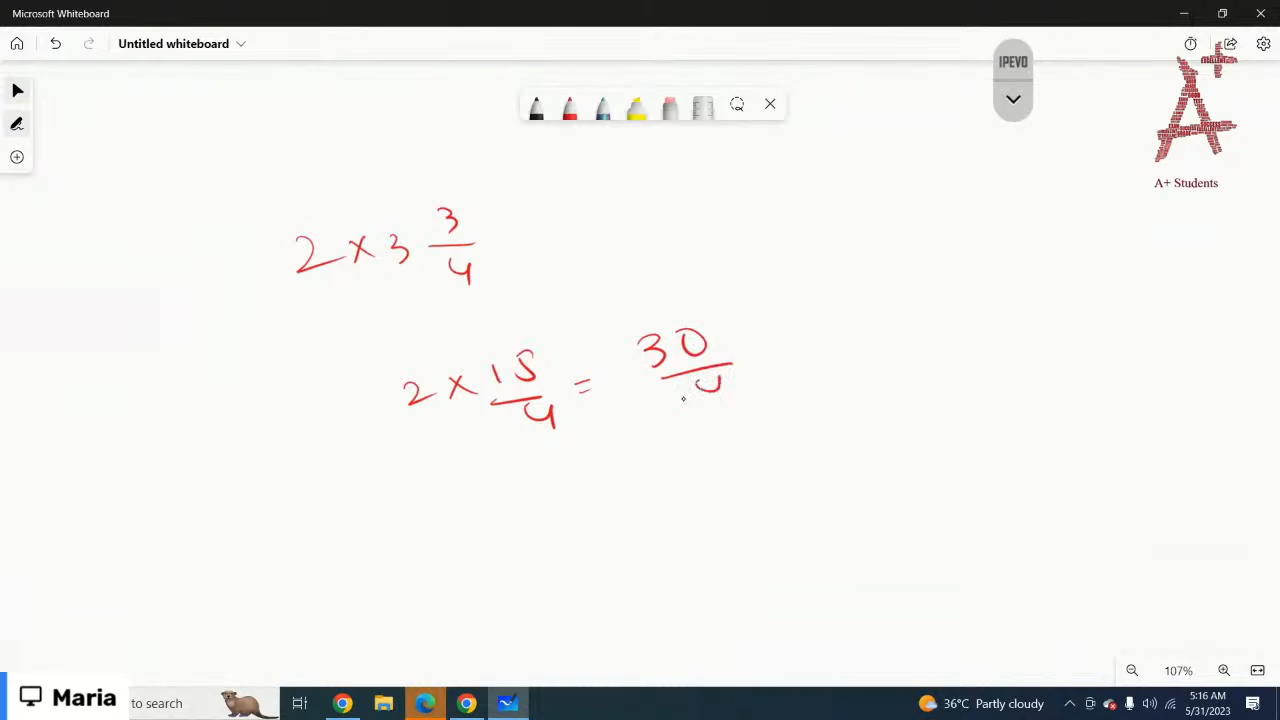 Microsoft Whiteboard
Untitled whiteboard
IPEVO
A+ Students
2 × 3 3/4
2 × 15/4 = 30/4
107%
Maria
to search
36°C Partly cloudy
5:16 AM
5/31/2023